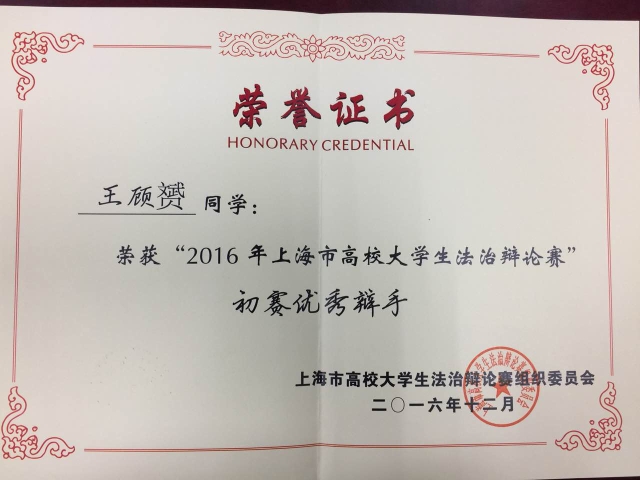 荣誉证书
HONORARY CREDENTIAL
王顾赟 同学：
荣获“2016年上海市高校大学生法治辩论赛”
初赛优秀辩手
上海市高校大学生法治辩论赛组织委员会
二〇一六年十二月